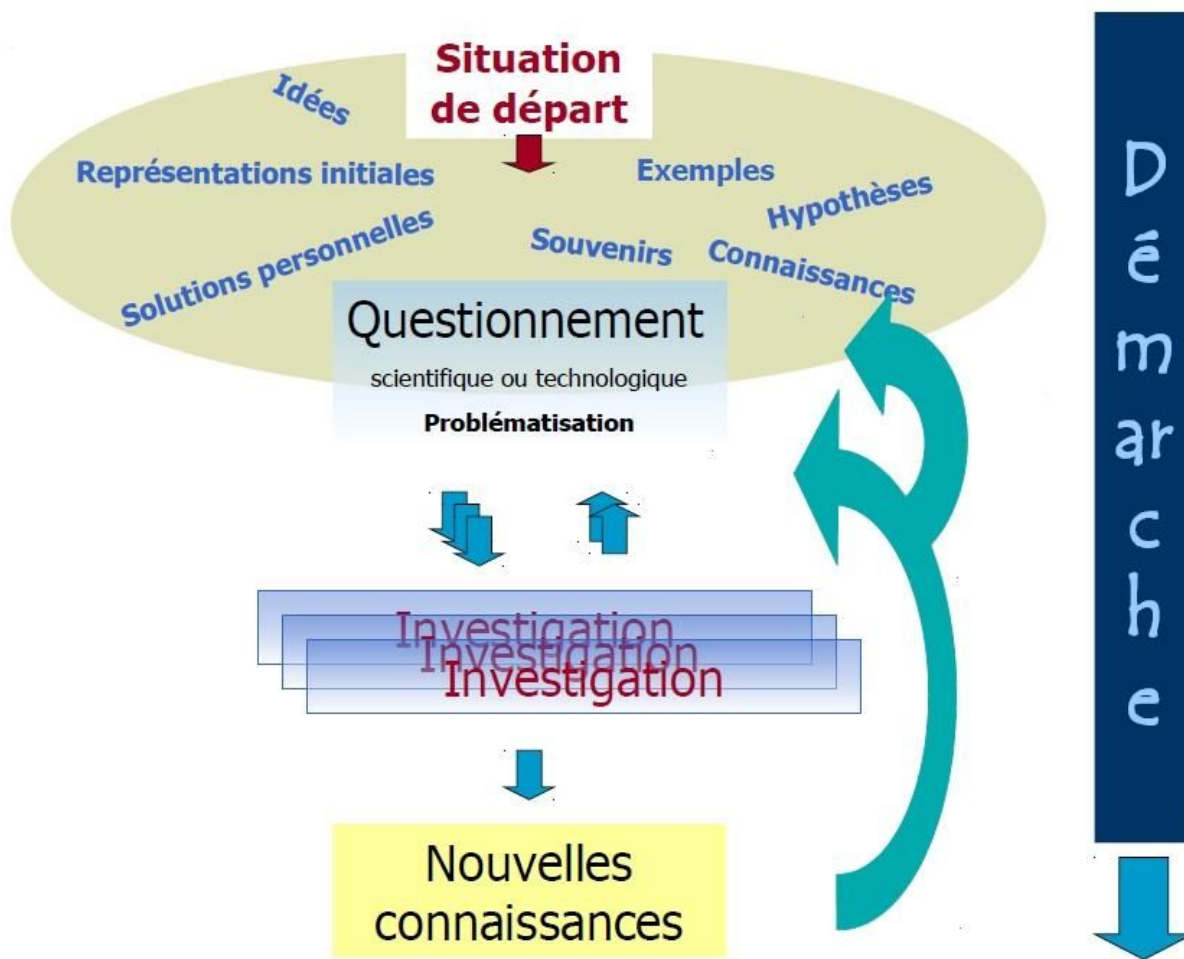 Situation
de départ
Idées
Représentations initiales
Exemples
Hypothèses
Solutions personnelles
Souvenirs
Connaissances
Questionnement
scientifique ou technologique
Problématisation
Investigation
Investigation
Investigation
Nouvelles
connaissances
Démarche